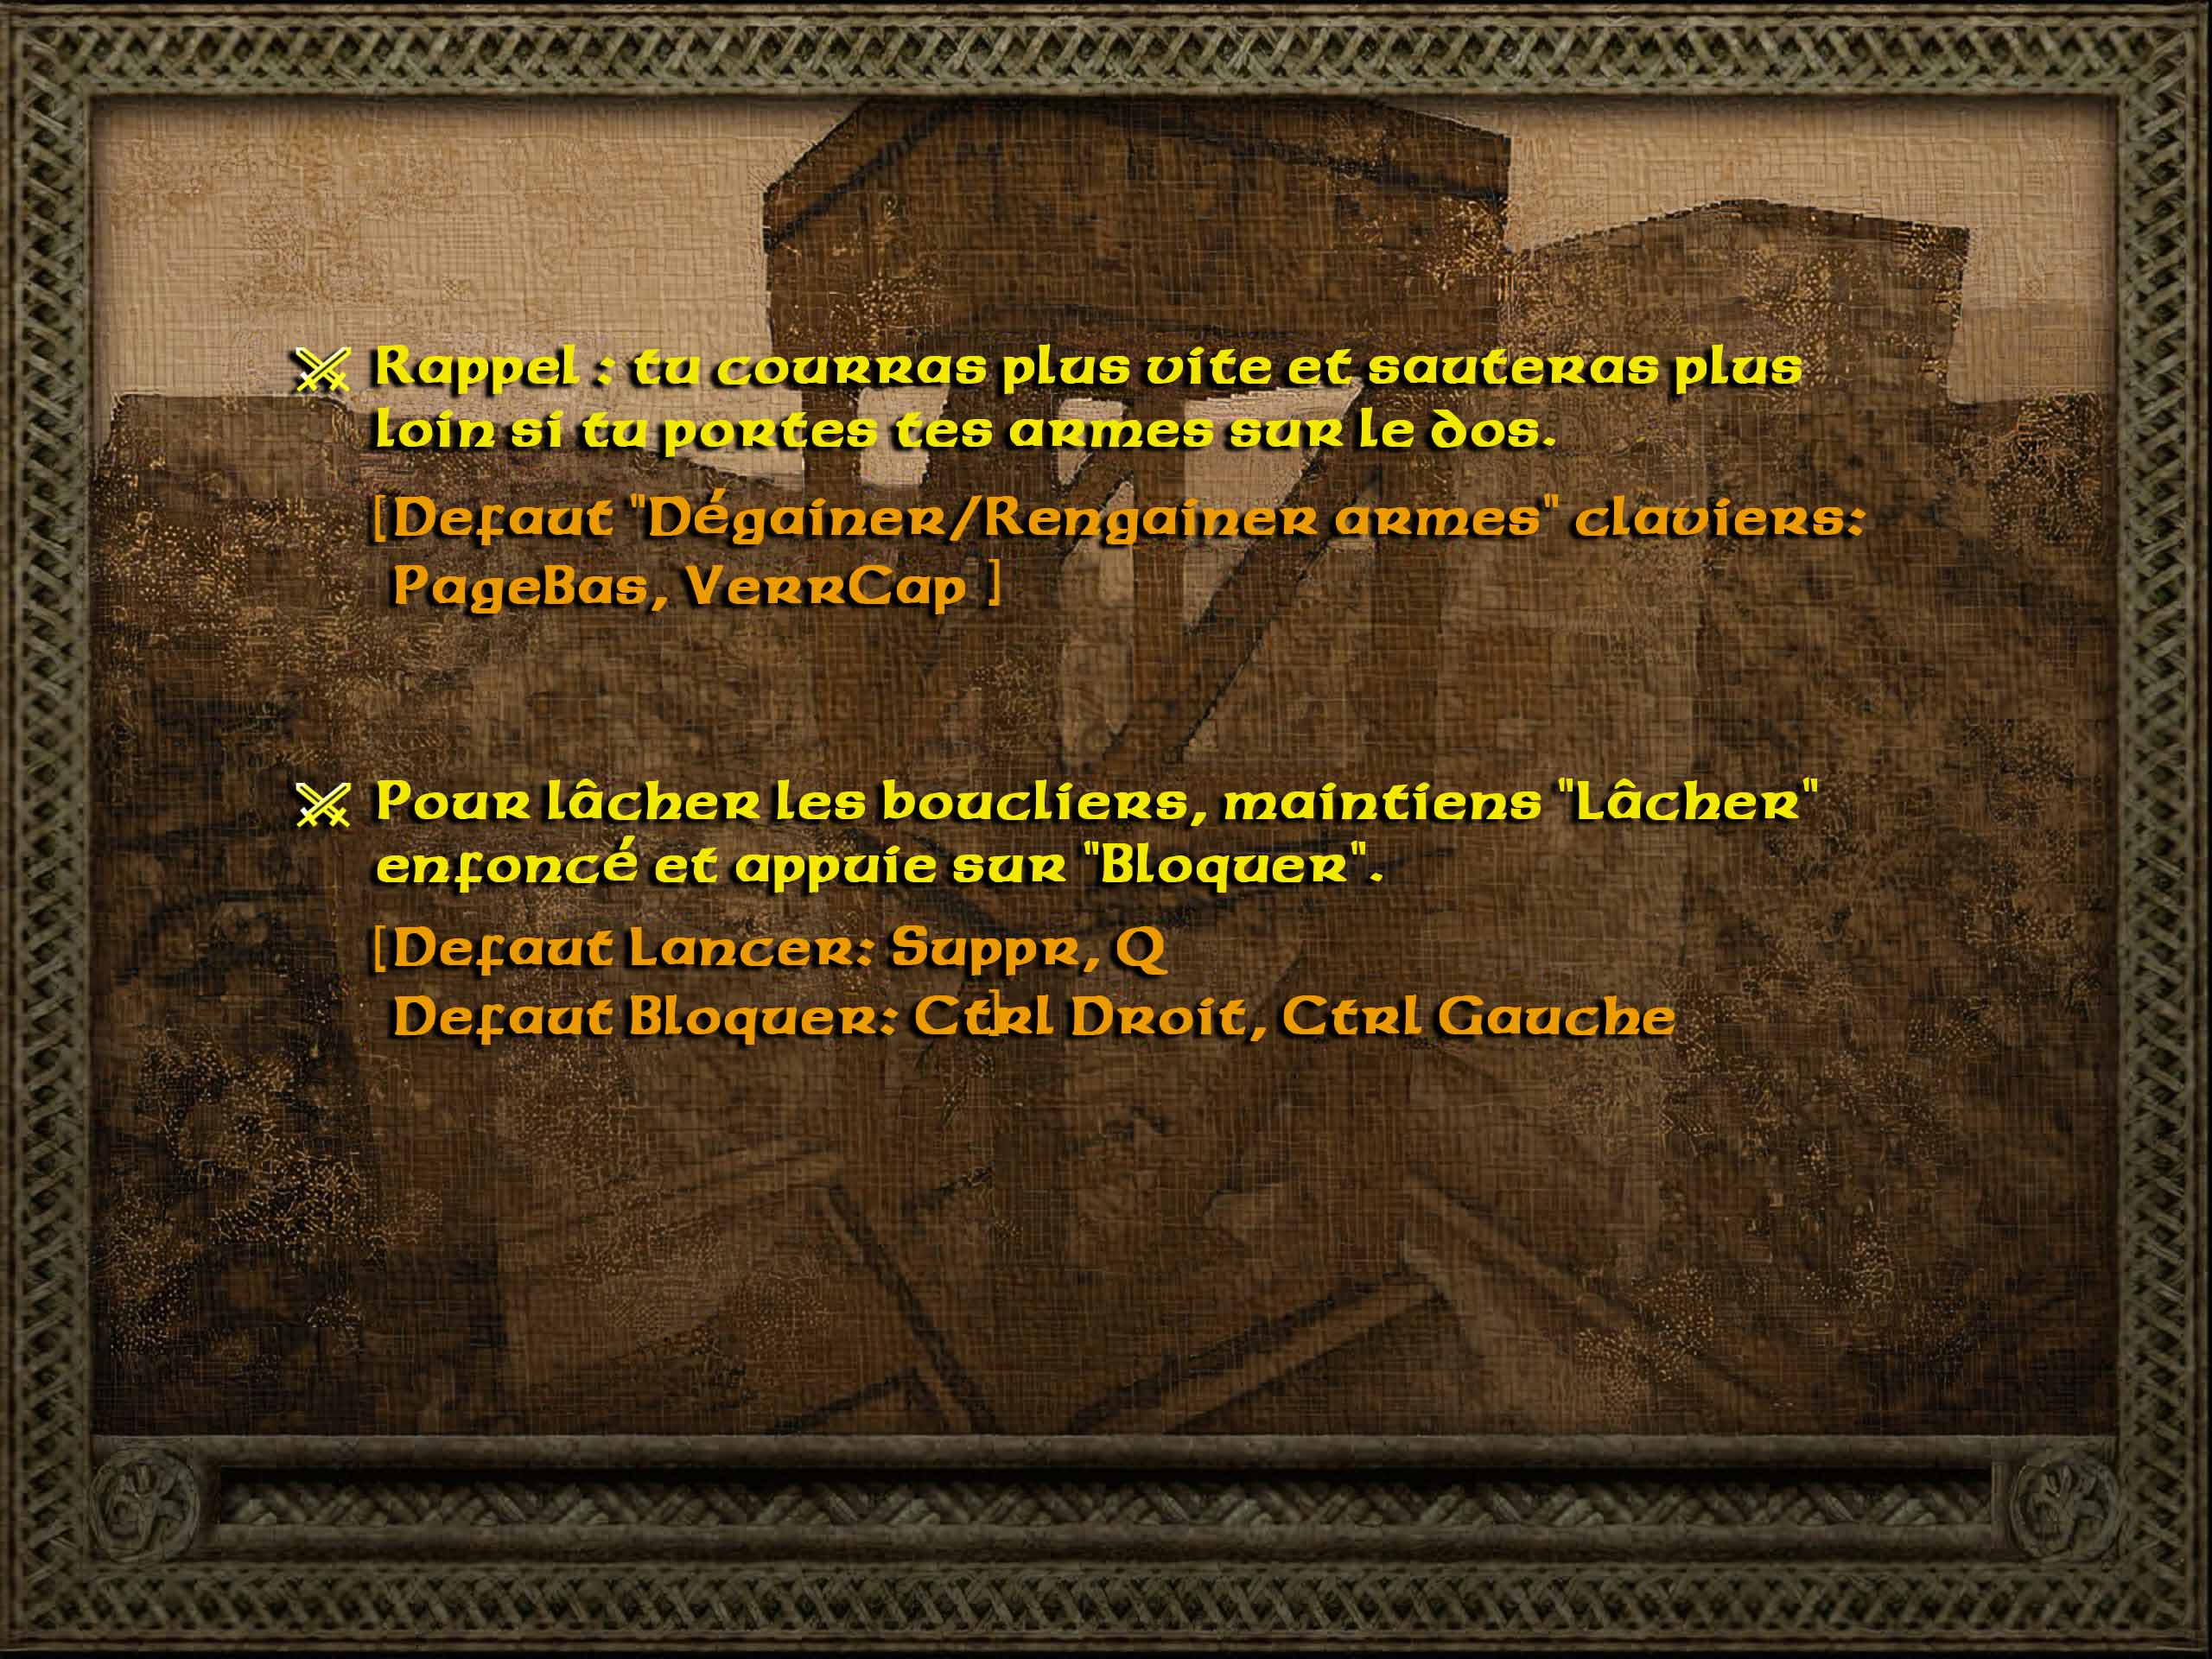 Rappel : tu courras plus vite et sauteras plus
loin si tu portes tes armes sur le dos.
[Defaut "Dégainer/Rengainer armes" claviers:
PageBas, VerrCap ]
Pour lâcher les boucliers, maintiens "Lâcher"
enfoncé et appuie sur "Bloquer".
[Defaut Lancer: Suppr, Q
Defaut Bloquer: Ctrl Droit, Ctrl Gauche ]